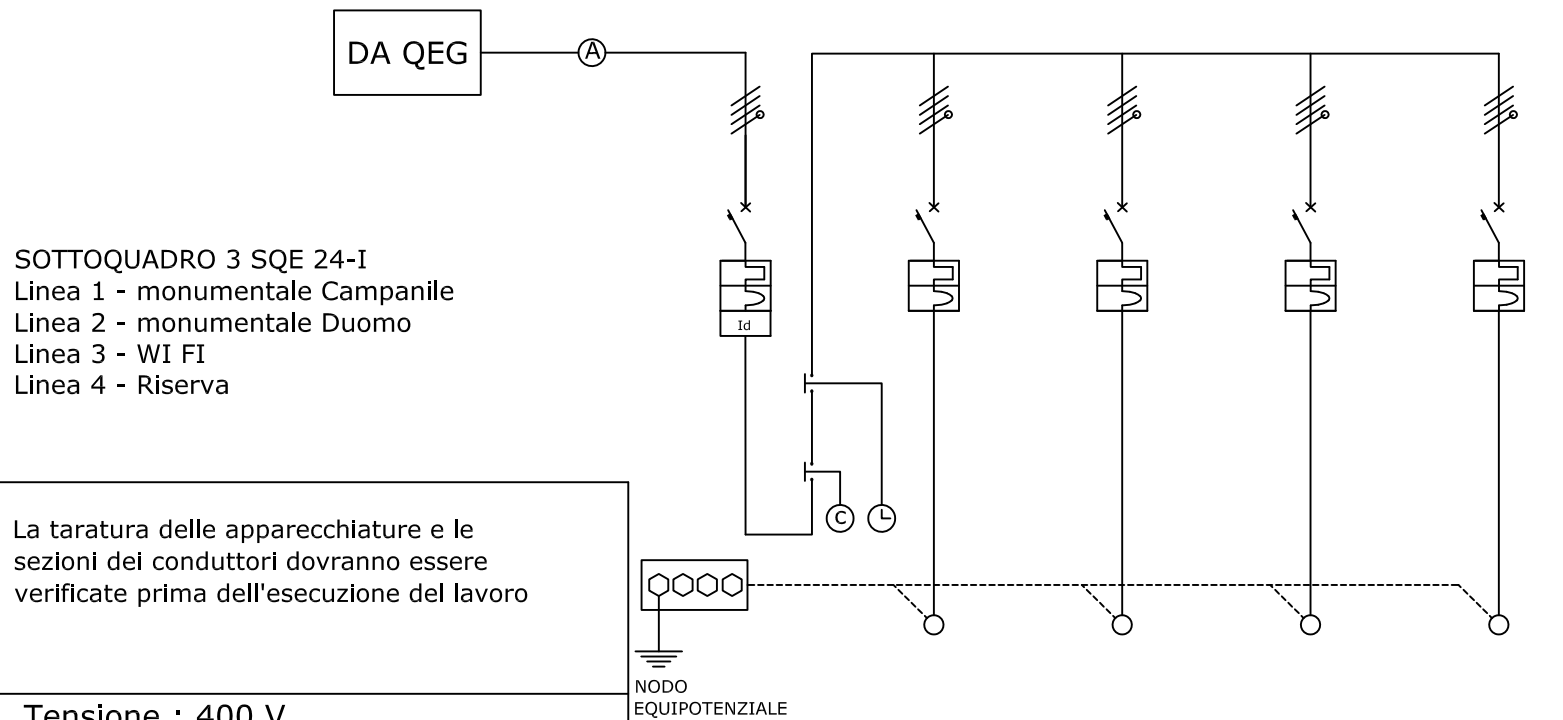 DA QEG
A
SOTTOQUADRO 3 SQE 24-I
Linea 1 - monumentale Campanile
Linea 2 - monumentale Duomo
Linea 3 - WI FI
Linea 4 - Riserva
Id
C
La taratura delle apparecchiature e le
sezioni dei conduttori dovranno essere
verificate prima dell'esecuzione del lavoro
NODO
EQUIPOTENZIALE
Tensione : 400 V